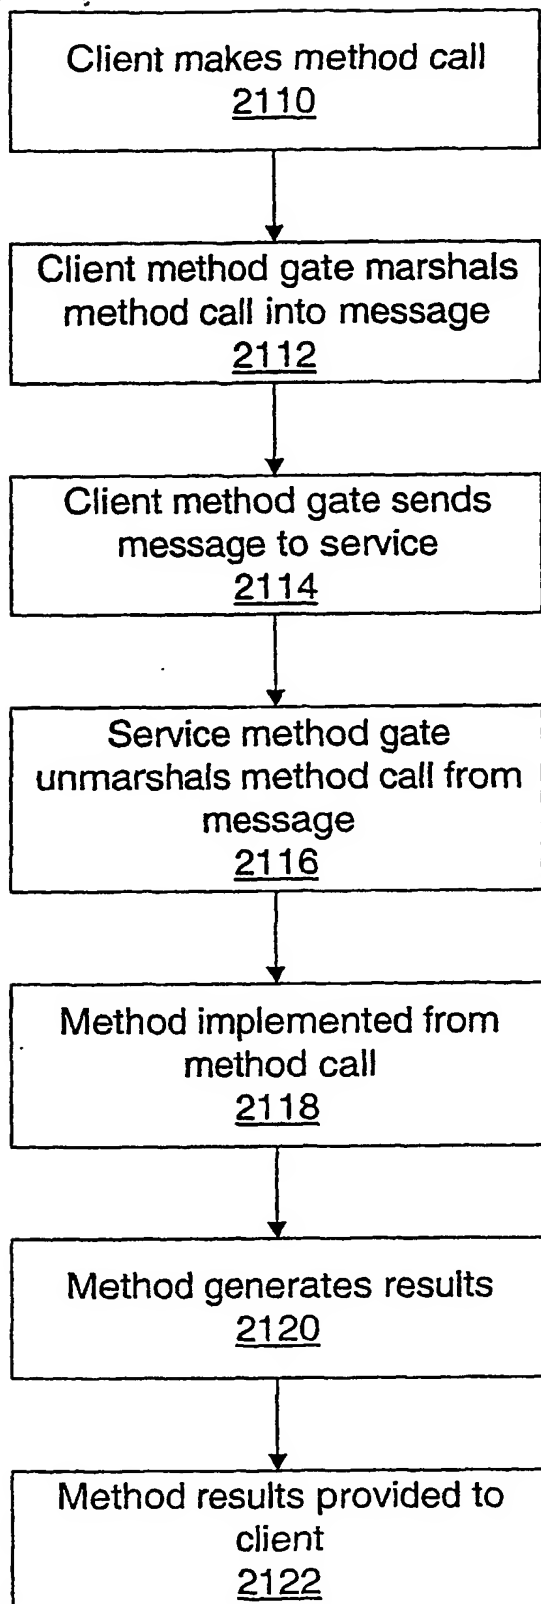 Client makes method call
2110
Client method gate marshals
method call into message
2112
Client method gate sends
message to service
2114
Service method gate
unmarshals method call from
message
2116
Method implemented from
method call
2118
Method generates results
2120
Method results provided to
client
2122